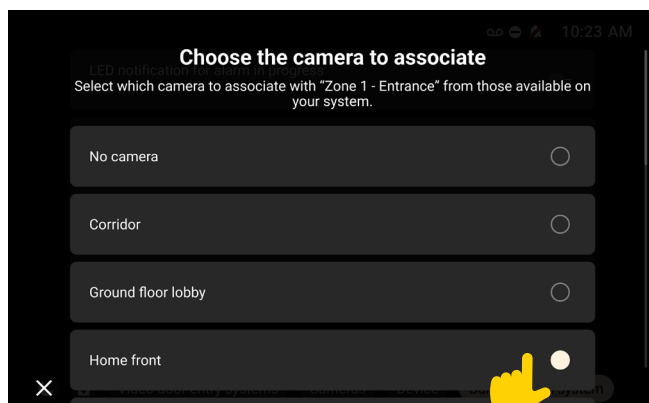 10:23 AM
Choose the camera to associate
LED notification for alarm in progress
Select which camera to associate with “Zone 1 - Entrance” from those available on
your system.
No camera
Corridor
Ground floor lobby
Home front
Video door entry systems Cameras Device